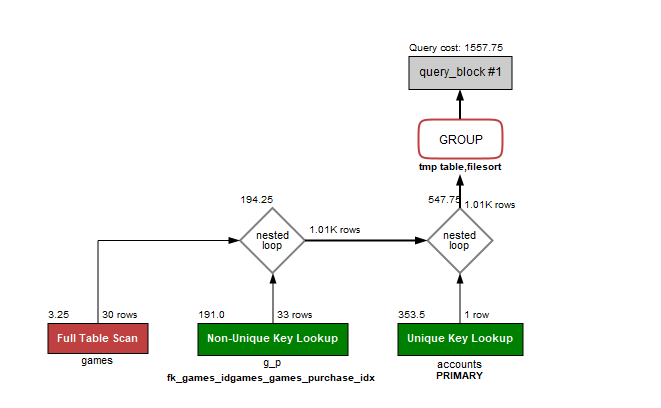 Query cost: 1557.75
query_block #1
GROUP
tmp table,filesort
194.25
547.75
1.01K rows
nested
loop
1.01K rows
nested
loop
3.25
30 rows
191.0
33 rows
353.5
1 row
Full Table Scan
Non-Unique Key Lookup
Unique Key Lookup
games
g_p
accounts
fk_games_idgames_games_purchase_idx
PRIMARY